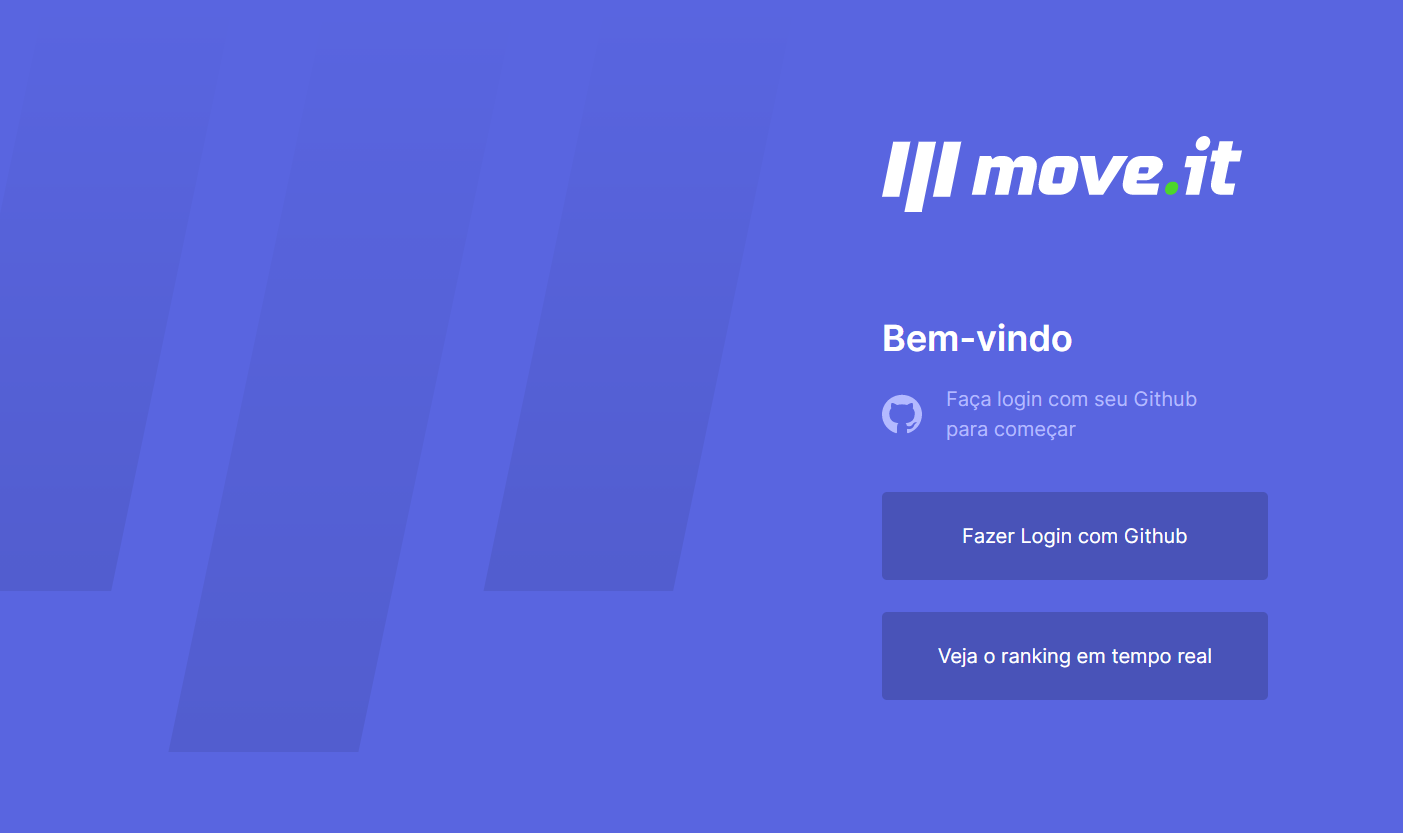 move.it
Bem-vindo
Faça login com seu Github
para começar
Fazer Login com Github
Veja o ranking em tempo real